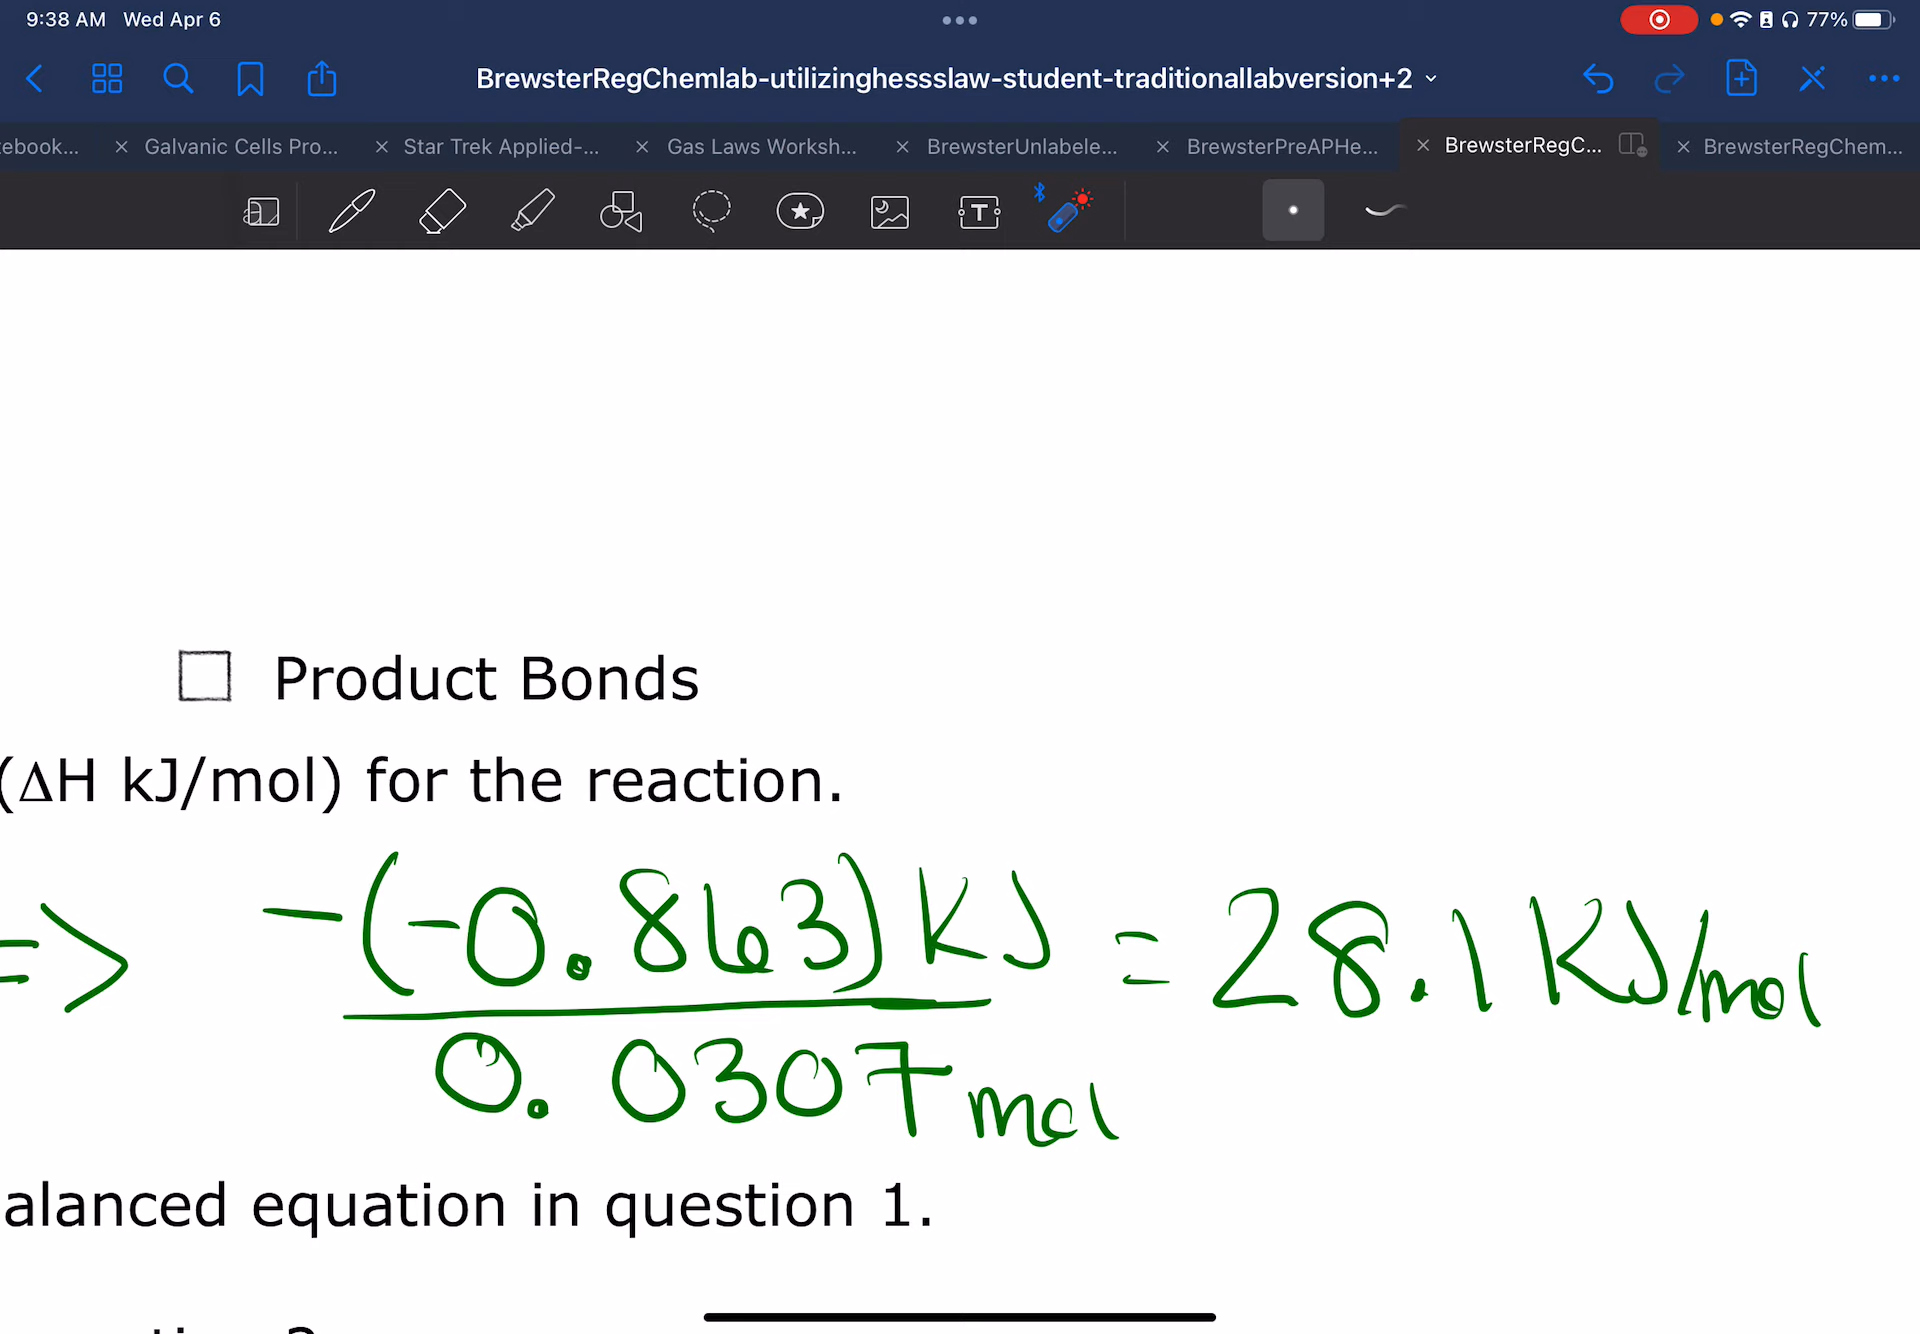 9:38 AM Wed Apr 6
77%
BrewsterRegChemlab-utilizinghessslaw-student-traditionallabversion+2
ebook... × Galvanic Cells Pro... × Star Trek Applied-... × Gas Laws Worksh... × BrewsterUnlabele... × BrewsterPreAPHe... × BrewsterRegC... × BrewsterRegChem...
☐ Product Bonds
(ΔH kJ/mol) for the reaction.
=> -(-0.863) kJ = 28.1 KJ/mol
0.0307 mol
alanced equation in question 1.